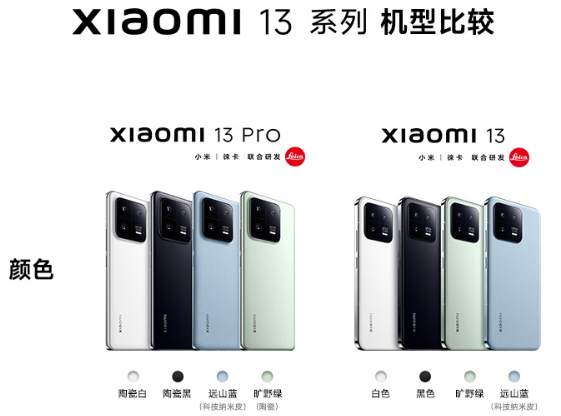 XIAOMI 13 系列 机型比较
XIAOMI 13 Pro
小米 | 徕卡 联合研发 Leica
XIAOMI 13
小米 | 徕卡 联合研发 Leica
颜色
陶瓷白 陶瓷黑 远山蓝 旷野绿
(科技纳米皮) (陶瓷)
白色 黑色 旷野绿 远山蓝
(科技纳米皮)